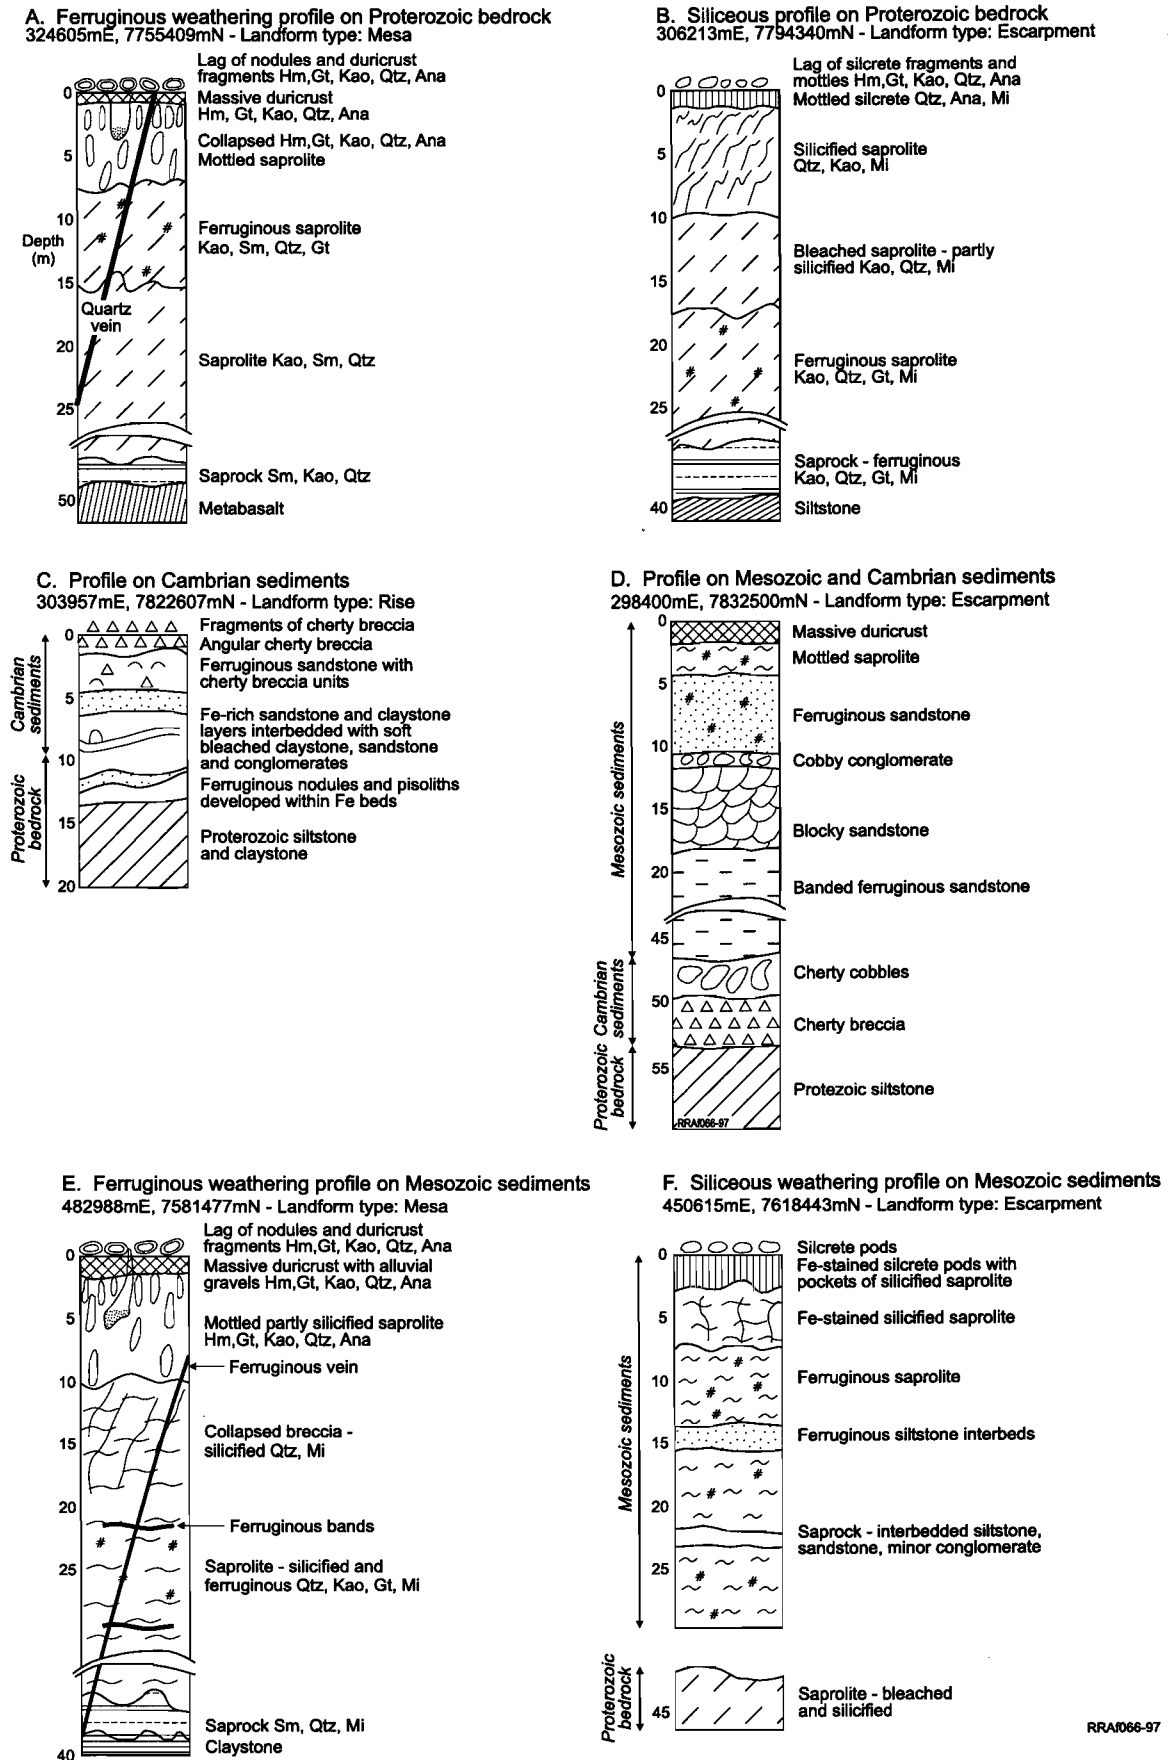 A. Ferruginous weathering profile on Proterozoic bedrock
324605mE, 7755409mN - Landform type: Mesa
Lag of nodules and duricrust
fragments Hm,Gt, Kao, Qtz, Ana
0
Massive duricrust
Hm, Gt, Kao, Qtz, Ana
Collapsed Hm,Gt, Kao, Qtz, Ana
5
Mottled saprolite
10
Depth
(m)
Ferruginous saprolite
Kao, Sm, Qtz, Gt
15
Quartz
vein
20
Saprolite Kao, Sm, Qtz
25
Saprock Sm, Kao, Qtz
50
Metabasalt
B. Siliceous profile on Proterozoic bedrock
306213mE, 7794340mN - Landform type: Escarpment
Lag of silcrete fragments and
mottles Hm,Gt, Kao, Qtz, Ana
0
Mottled silcrete Qtz, Ana, Mi
5
Silicified saprolite
Qtz, Kao, Mi
10
Bleached saprolite - partly
silicified Kao, Qtz, Mi
15
20
Ferruginous saprolite
Kao, Qtz, Gt, Mi
25
Saprock - ferruginous
Kao, Qtz, Gt, Mi
40
Siltstone
C. Profile on Cambrian sediments
303957mE, 7822607mN - Landform type: Rise
Fragments of cherty breccia
0
Angular cherty breccia
Cambrian
sediments
Ferruginous sandstone with
cherty breccia units
5
Fe-rich sandstone and claystone
layers interbedded with soft
bleached claystone, sandstone
and conglomerates
10
Ferruginous nodules and pisoliths
developed within Fe beds
Proterozoic
bedrock
15
Proterozoic siltstone
and claystone
20
D. Profile on Mesozoic and Cambrian sediments
298400mE, 7832500mN - Landform type: Escarpment
0
Massive duricrust
Mottled saprolite
5
Ferruginous sandstone
10
Cobby conglomerate
Mesozoic sediments
15
Blocky sandstone
20
Banded ferruginous sandstone
45
Cherty cobbles
Cambrian
sediments
50
Cherty breccia
Proterozoic
bedrock
55
Protezoic siltstone
RRAf066-97
E. Ferruginous weathering profile on Mesozoic sediments
482988mE, 7581477mN - Landform type: Mesa
Lag of nodules and duricrust
fragments Hm,Gt, Kao, Qtz, Ana
0
Massive duricrust with alluvial
gravels Hm,Gt, Kao, Qtz, Ana
5
Mottled partly silicified saprolite
Hm,Gt, Kao, Qtz, Ana
Ferruginous vein
10
Collapsed breccia -
silicified Qtz, Mi
15
20
Ferruginous bands
25
Saprolite - silicified and
ferruginous Qtz, Kao, Gt, Mi
Saprock Sm, Qtz, Mi
Claystone
40
F. Siliceous weathering profile on Mesozoic sediments
450615mE, 7618443mN - Landform type: Escarpment
Silcrete pods
0
Fe-stained silcrete pods with
pockets of silicified saprolite
5
Fe-stained silicified saprolite
Mesozoic sediments
10
Ferruginous saprolite
15
Ferruginous siltstone interbeds
20
Saprock - interbedded siltstone,
sandstone, minor conglomerate
25
Proterozoic
bedrock
45
Saprolite - bleached
and silicified
RRAf066-97